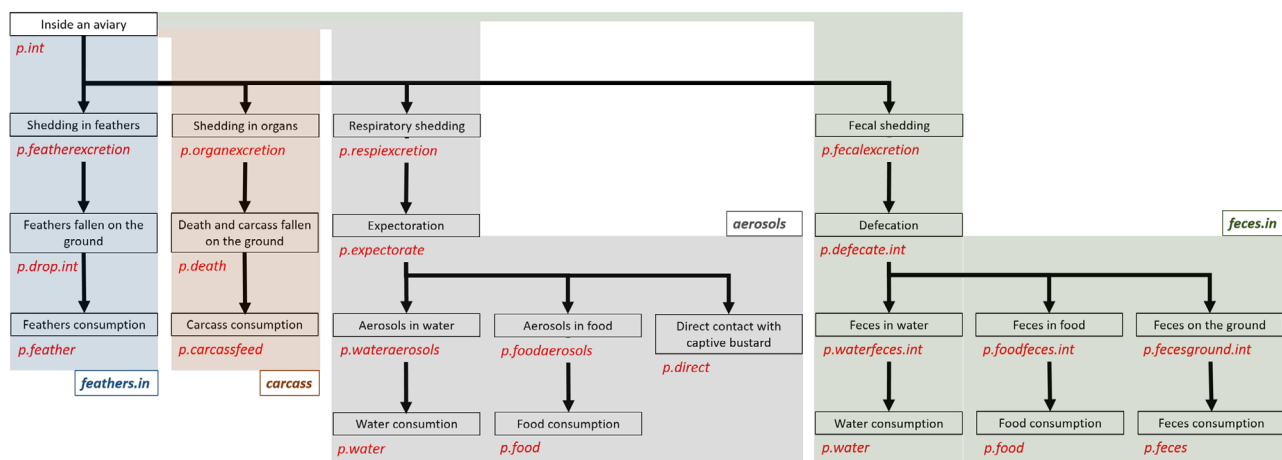 Inside an aviary
p.int
Shedding in feathers
Shedding in organs
Respiratory shedding
Fecal shedding
p.featherexcretion
p.organexcretion
p.respiexcretion
p.fecalexcretion
Feathers fallen on the
ground
Death and carcass fallen
on the ground
Expectoration
aerosols
Defecation
feces.in
p.drop.int
p.death
p.expectorate
p.defecate.int
Feathers consumption
Carcass consumption
Aerosols in water
Aerosols in food
Direct contact with
captive bustard
Feces in water
Feces in food
Feces on the ground
p.feather
p.carcassfeed
p.wateraerosols
p.foodaerosols
p.direct
p.waterfeces.int
p.foodfeces.int
p.fecesground.int
feathers.in
carcass
Water consumtion
Food consumption
Water consumption
Food consumption
Feces consumption
p.water
p.food
p.water
p.food
p.feces